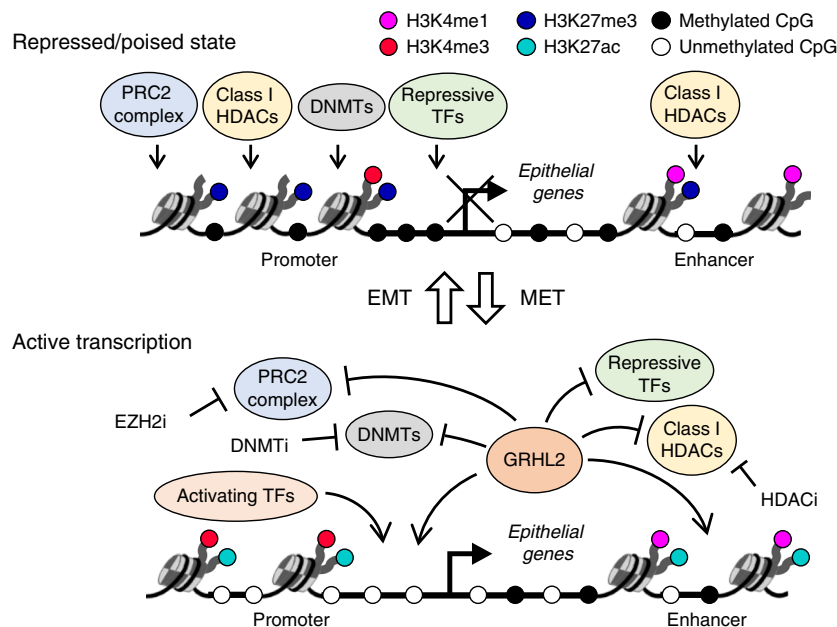 H3K4me1
H3K27me3
Methylated CpG
H3K4me3
H3K27ac
Unmethylated CpG
Repressed/poised state
PRC2
complex
Class I
HDACs
DNMTs
Repressive
TFs
Class I
HDACs
Epithelial
genes
Promoter
Enhancer
EMT
MET
Active transcription
PRC2
complex
Repressive
TFs
EZH2i
DNMTi
DNMTs
GRHL2
Class I
HDACs
HDACi
Activating TFs
Epithelial
genes
Promoter
Enhancer